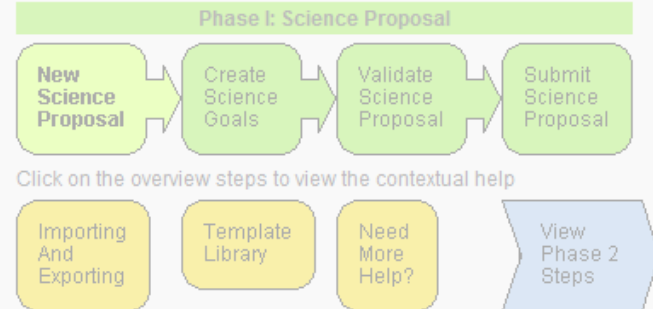 Phase I: Science Proposal
New
Science
Proposal
Create
Science
Goals
Validate
Science
Proposal
Submit
Science
Proposal
Click on the overview steps to view the contextual help
Importing
And
Exporting
Template
Library
Need
More
Help?
View
Phase 2
Steps